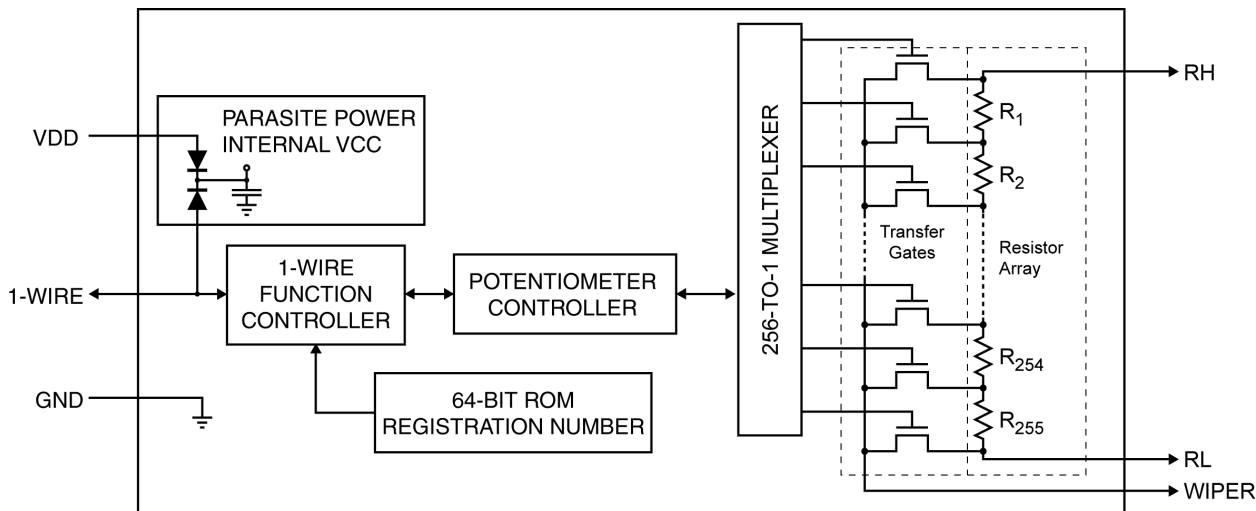 VDD
PARASITE POWER
INTERNAL VCC
1-WIRE
1-WIRE
FUNCTION
CONTROLLER
POTENTIOMETER
CONTROLLER
GND
64-BIT ROM
REGISTRATION NUMBER
256-TO-1 MULTIPLEXER
Transfer
Gates
Resistor
Array
R1
R2
R254
R255
RH
RL
WIPER